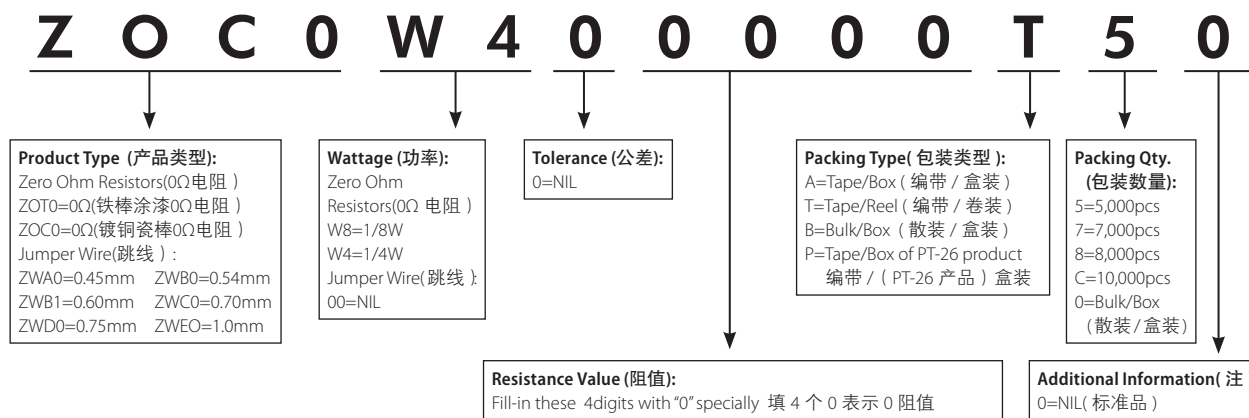 Z O C 0 W 4 0 0 0 0 0 T 5 0
Product Type (产品类型):
Zero Ohm Resistors(0Ω电阻)
ZOT0=0Ω(铁棒涂漆0Ω电阻)
ZOC0=0Ω(镀铜瓷棒0Ω电阻)
Jumper Wire(跳线):
ZWA0=0.45mm ZWB0=0.54mm
ZWB1=0.60mm ZWC0=0.70mm
ZWD0=0.75mm ZWEO=1.0mm
Wattage (功率):
Zero Ohm
Resistors(0Ω 电阻)
W8=1/8W
W4=1/4W
Jumper Wire(跳线):
00=NIL
Tolerance (公差):
0=NIL
Resistance Value (阻值):
Fill-in these 4digits with "0" specially 填 4 个 0 表示 0 阻值
Packing Type( 包装类型 ):
A=Tape/Box ( 编带 / 盒装 )
T=Tape/Reel ( 编带 / 卷装 )
B=Bulk/Box ( 散装 / 盒装 )
P=Tape/Box of PT-26 product
编带 / ( PT-26 产品 ) 盒装
Packing Qty.
(包装数量):
5=5,000pcs
7=7,000pcs
8=8,000pcs
C=10,000pcs
0=Bulk/Box
(散装/盒装)
Additional Information( 注
0=NIL( 标准品 )